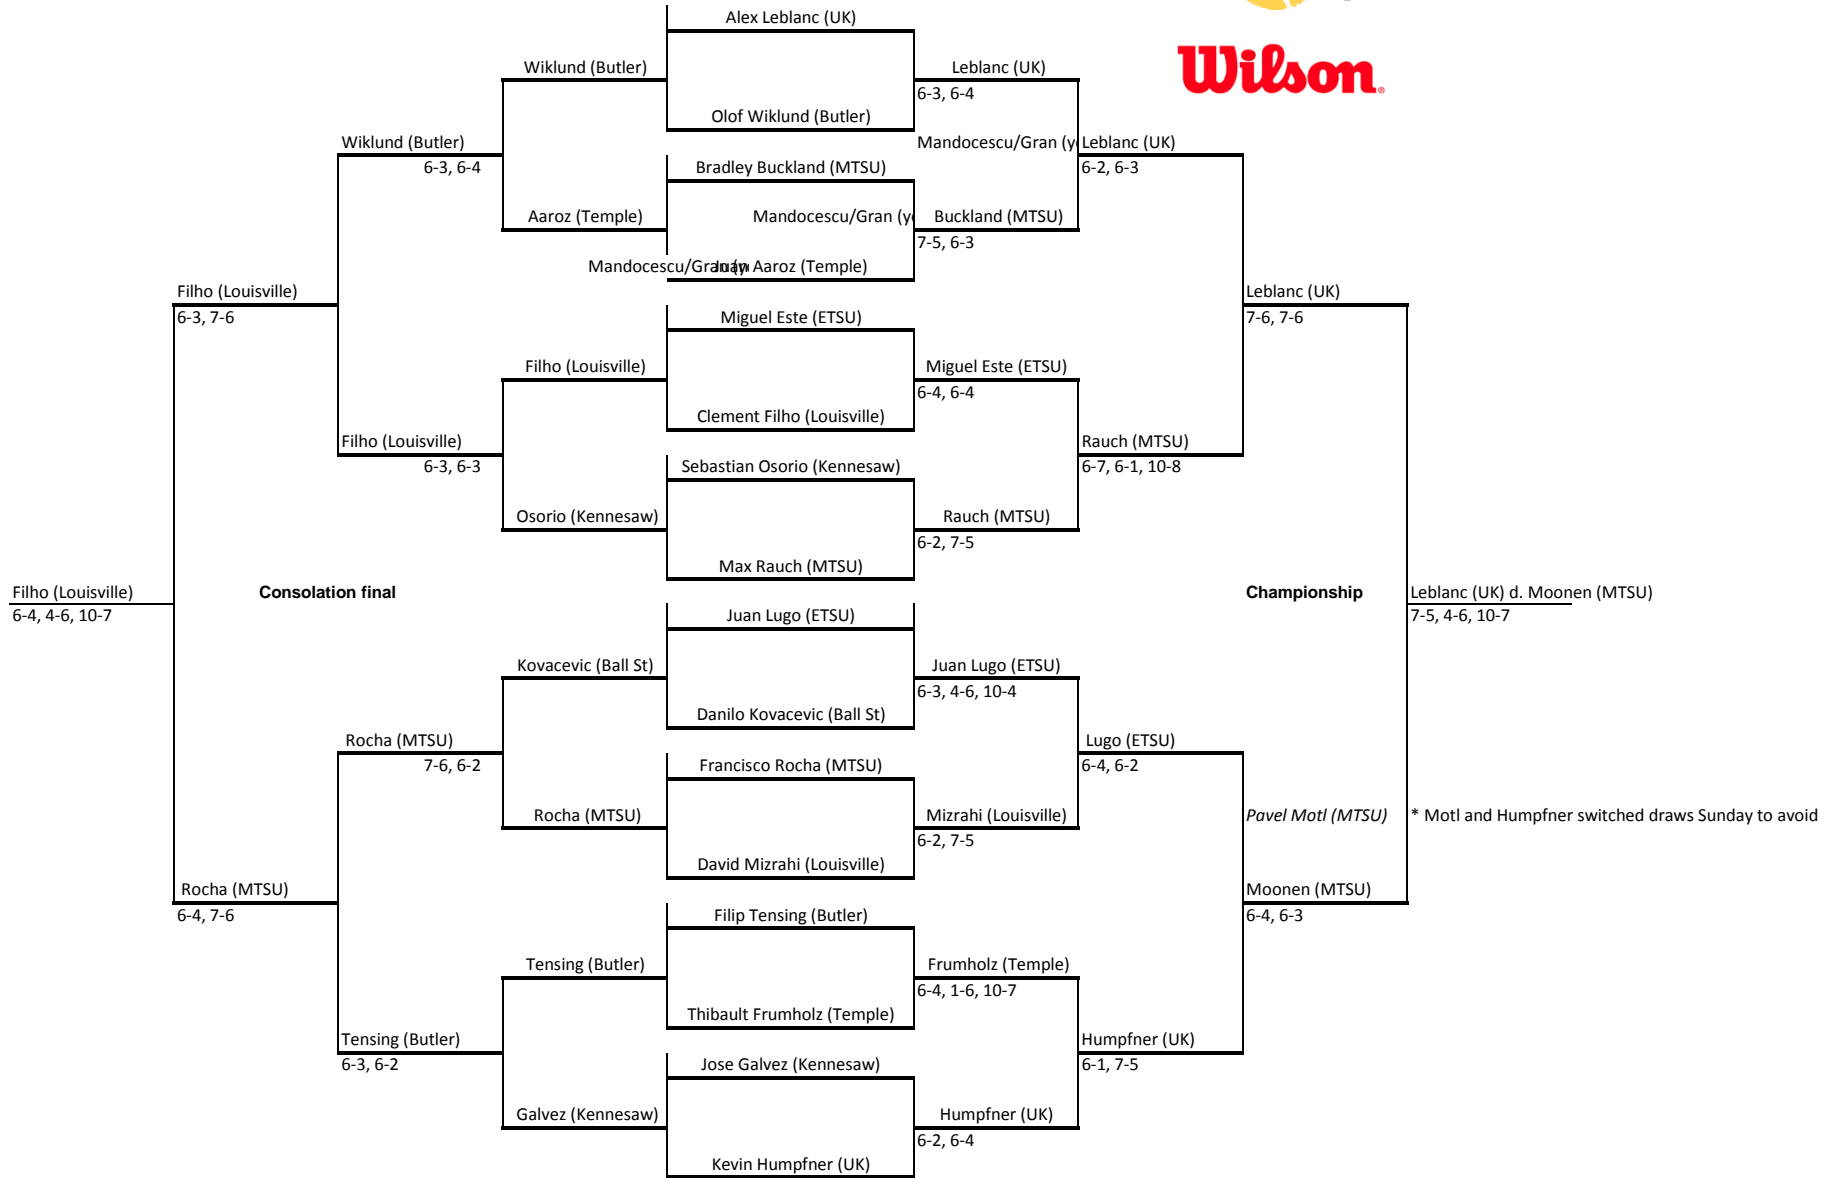 Alex Leblanc (UK)
Wiklund (Butler)
Leblanc (UK)
Wilson.
6-3, 6-4
Olof Wiklund (Butler)
Wiklund (Butler)
Mandocescu/Gran (y
Leblanc (UK)
6-3, 6-4
Bradley Buckland (MTSU)
6-2, 6-3
Aaroz (Temple)
Mandocescu/Gran (y
Buckland (MTSU)
7-5, 6-3
Mandocescu/Gran (y
Juan Aaroz (Temple)
Filho (Louisville)
Leblanc (UK)
6-3, 7-6
Miguel Este (ETSU)
7-6, 7-6
Filho (Louisville)
Miguel Este (ETSU)
6-4, 6-4
Clement Filho (Louisville)
Filho (Louisville)
Rauch (MTSU)
6-3, 6-3
Sebastian Osorio (Kennesaw)
6-7, 6-1, 10-8
Osorio (Kennesaw)
Rauch (MTSU)
6-2, 7-5
Max Rauch (MTSU)
Filho (Louisville)
Consolation final
Championship
Leblanc (UK) d. Moonen (MTSU)
6-4, 4-6, 10-7
Juan Lugo (ETSU)
7-5, 4-6, 10-7
Kovacevic (Ball St)
Juan Lugo (ETSU)
6-3, 4-6, 10-4
Danilo Kovacevic (Ball St)
Rocha (MTSU)
Lugo (ETSU)
7-6, 6-2
Francisco Rocha (MTSU)
6-4, 6-2
Rocha (MTSU)
Mizrahi (Louisville)
Pavel Motl (MTSU)
* Motl and Humpfner switched draws Sunday to avoid
6-2, 7-5
David Mizrahi (Louisville)
Rocha (MTSU)
Moonen (MTSU)
6-4, 7-6
Filip Tensing (Butler)
6-4, 6-3
Tensing (Butler)
Frumholz (Temple)
6-4, 1-6, 10-7
Thibault Frumholz (Temple)
Tensing (Butler)
Humpfner (UK)
6-3, 6-2
Jose Galvez (Kennesaw)
6-1, 7-5
Galvez (Kennesaw)
Humpfner (UK)
6-2, 6-4
Kevin Humpfner (UK)